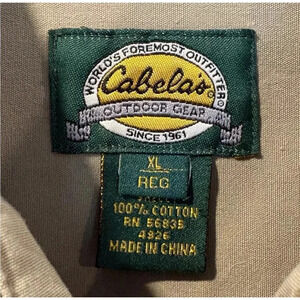 WORLD'S FOREMOST OUTFITTER®
Cabela's®
OUTDOOR GEAR
SINCE 1961
XL
REG
100% COTTON
RN 56835
4926
MADE IN CHINA